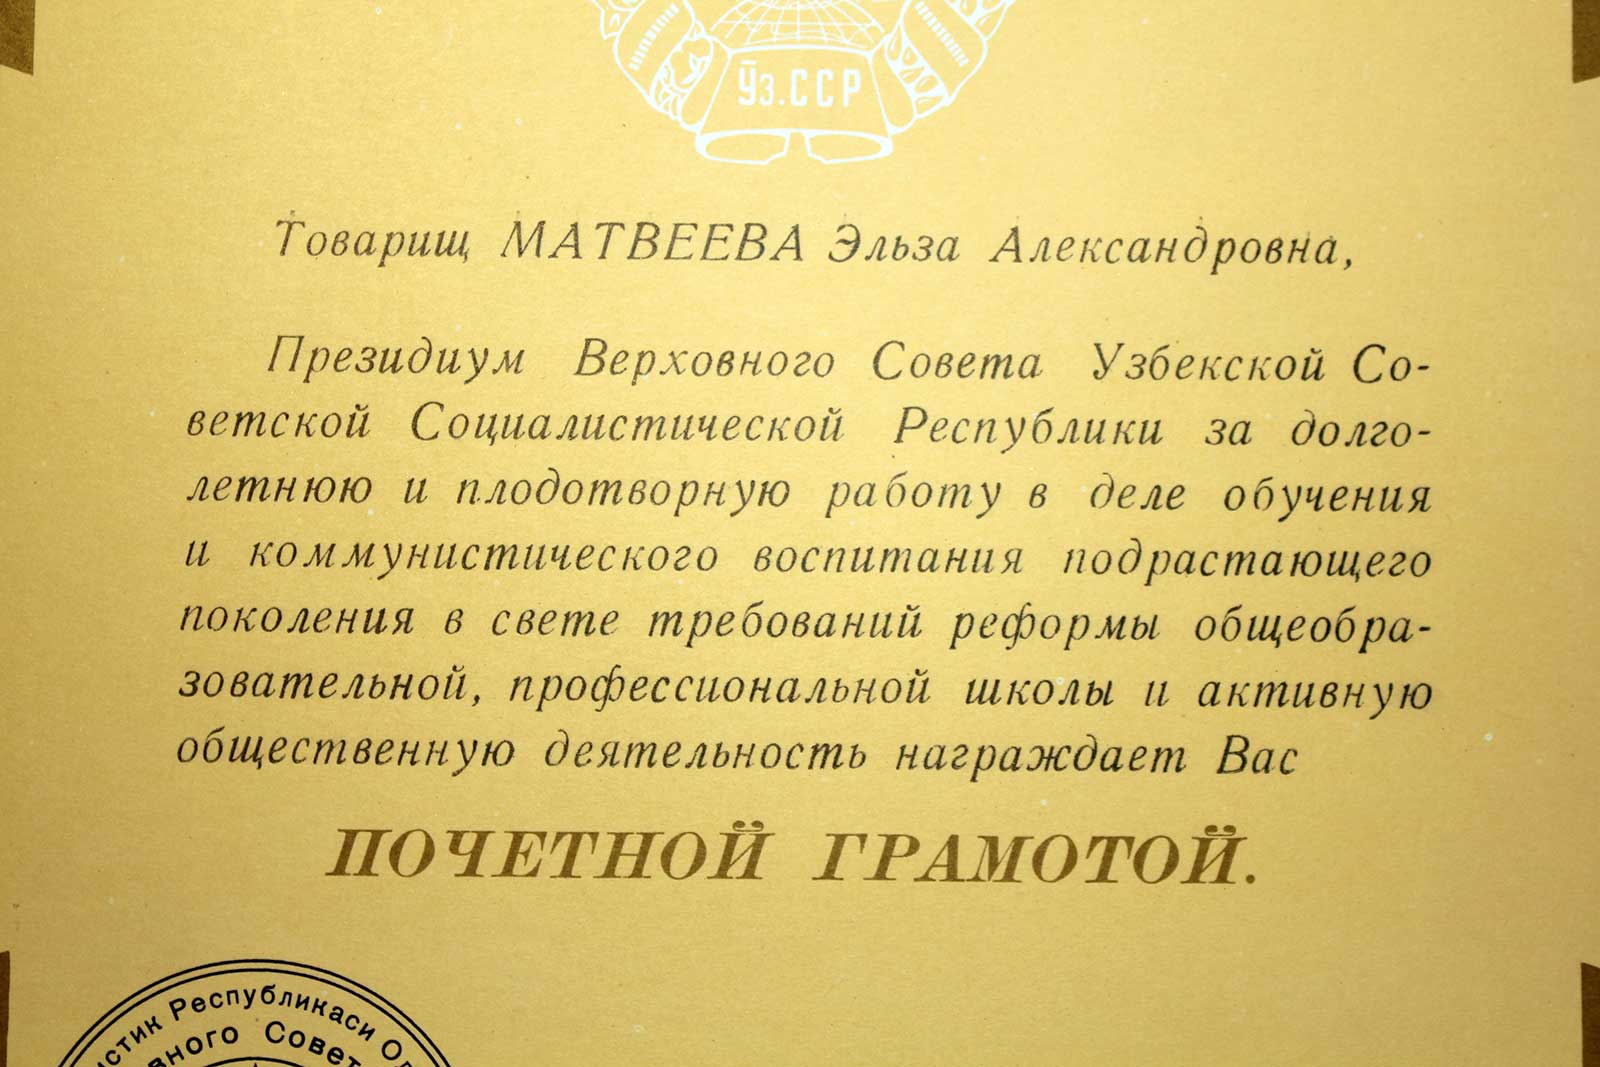 Ўз.ССР
Товарищ МАТВЕЕВА Эльза Александровна,
Президиум Верховного Совета Узбекской Со-
ветской Социалистической Республики за долго-
летнюю и плодотворную работу в деле обучения
и коммунистического воспитания подрастающего
поколения в свете требований реформы общеобра-
зовательной, профессиональной школы и активную
общественную деятельность награждает Вас
ПОЧЕТНОЙ ГРАМОТОЙ.
Республикаси